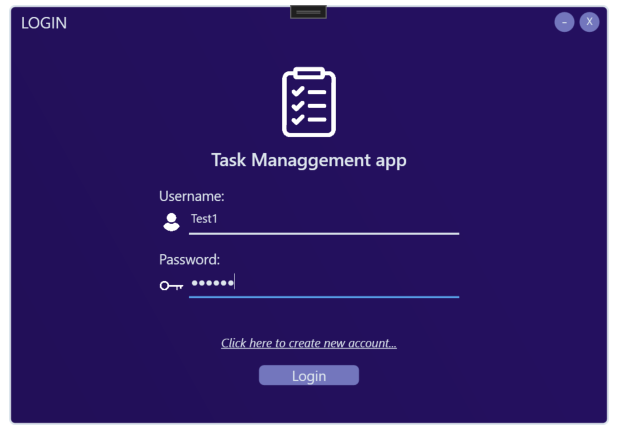 LOGIN
- X
Task Managgement app
Username:
Test1
Password:
••••••
Click here to create new account...
Login